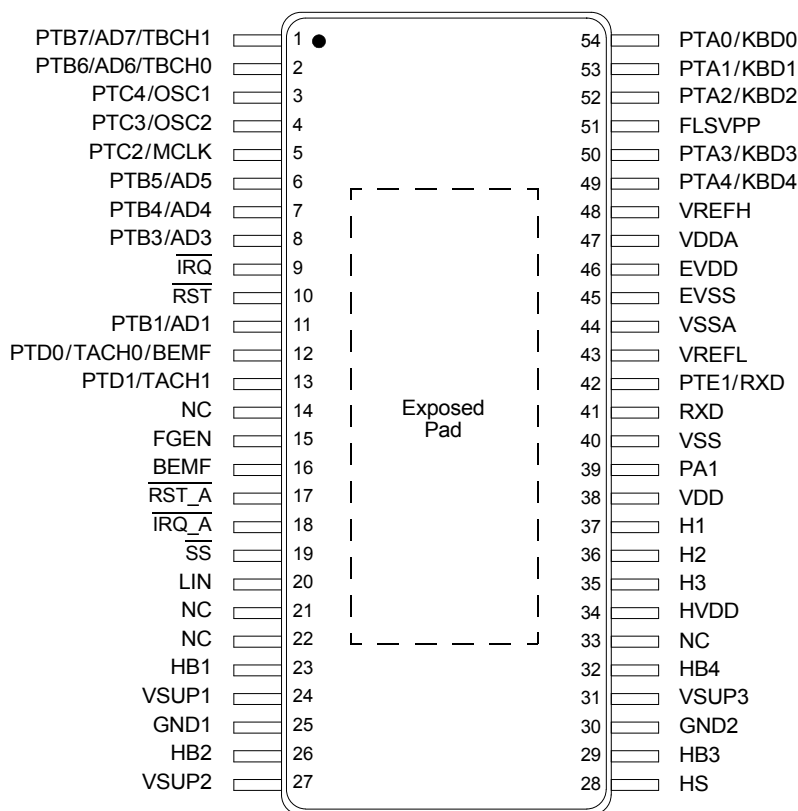 PTB7/AD7/TBCH1 1 54 PTA0/KBD0
PTB6/AD6/TBCH0 2 53 PTA1/KBD1
PTC4/OSC1 3 52 PTA2/KBD2
PTC3/OSC2 4 51 FLSVPP
PTC2/MCLK 5 50 PTA3/KBD3
PTB5/AD5 6 49 PTA4/KBD4
PTB4/AD4 7 48 VREFH
PTB3/AD3 8 47 VDDA
IRQ 9 46 EVDD
RST 10 45 EVSS
PTB1/AD1 11 44 VSSA
PTD0/TACH0/BEMF 12 43 VREFL
PTD1/TACH1 13 42 PTE1/RXD
NC 14 Exposed 41 RXD
FGEN 15 Pad 40 VSS
BEMF 16 39 PA1
RST_A 17 38 VDD
IRQ_A 18 37 H1
SS 19 36 H2
LIN 20 35 H3
NC 21 34 HVDD
NC 22 33 NC
HB1 23 32 HB4
VSUP1 24 31 VSUP3
GND1 25 30 GND2
HB2 26 29 HB3
VSUP2 27 28 HS